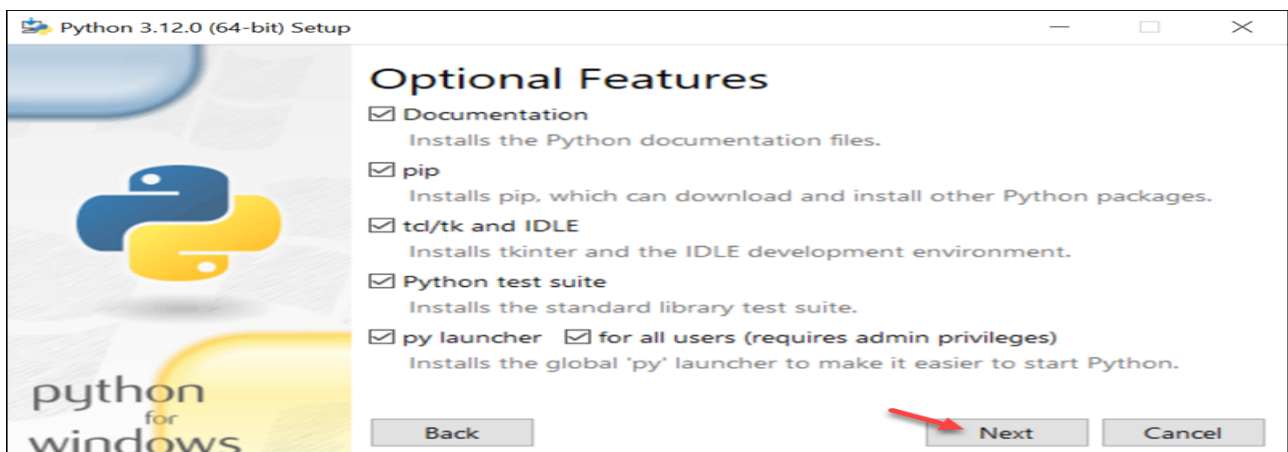 Python 3.12.0 (64-bit) Setup
Optional Features
Documentation
Installs the Python documentation files.
pip
Installs pip, which can download and install other Python packages.
tcl/tk and IDLE
Installs tkinter and the IDLE development environment.
Python test suite
Installs the standard library test suite.
py launcher for all users (requires admin privileges)
Installs the global 'py' launcher to make it easier to start Python.
python
for
windows
Back Next Cancel